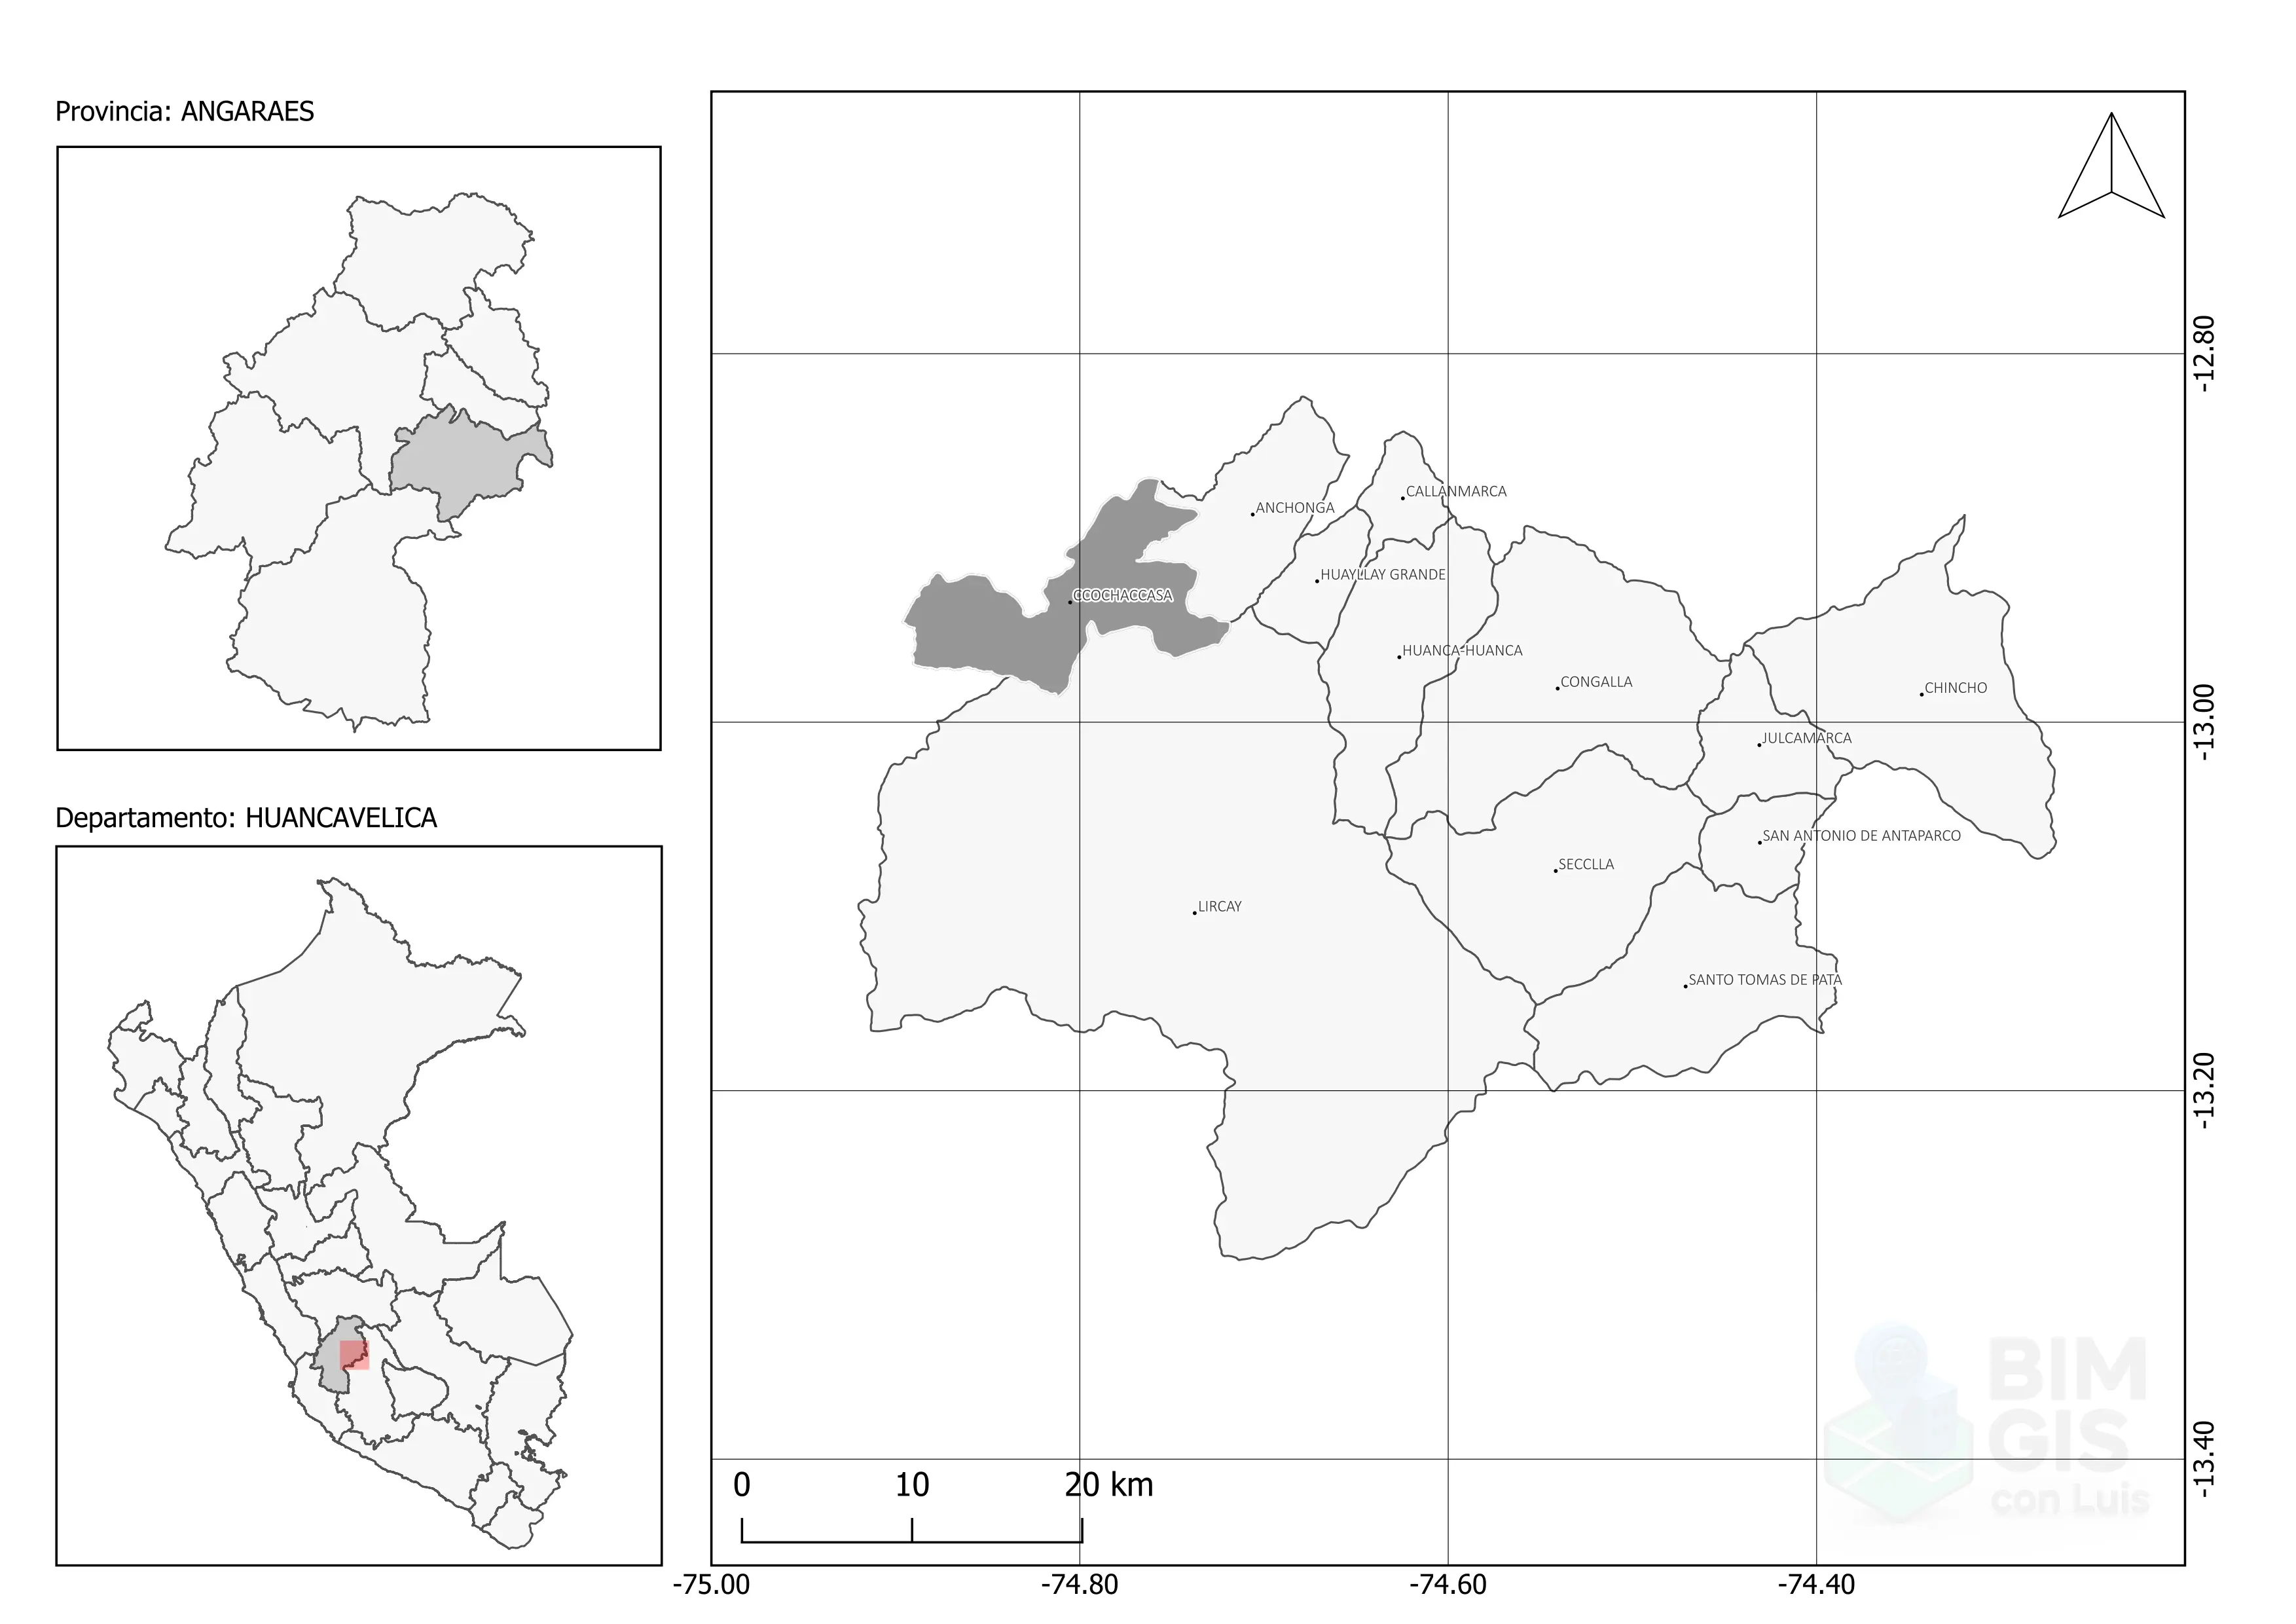 Provincia: ANGARAES
Departamento: HUANCAVELICA
-12.80
-13.00
-13.20
-13.40
CALLANMARCA
ANCHONGA
HUAYLLAY GRANDE
CCOCHACCASA
HUANCA-HUANCA
CONGALLA
CHINCHO
JULCAMARCA
SAN ANTONIO DE ANTAPARCO
SECCLLA
LIRCAY
SANTO TOMAS DE PATA
BIM
GIS
con Luis
0 10 20 km
-75.00 -74.80 -74.60 -74.40